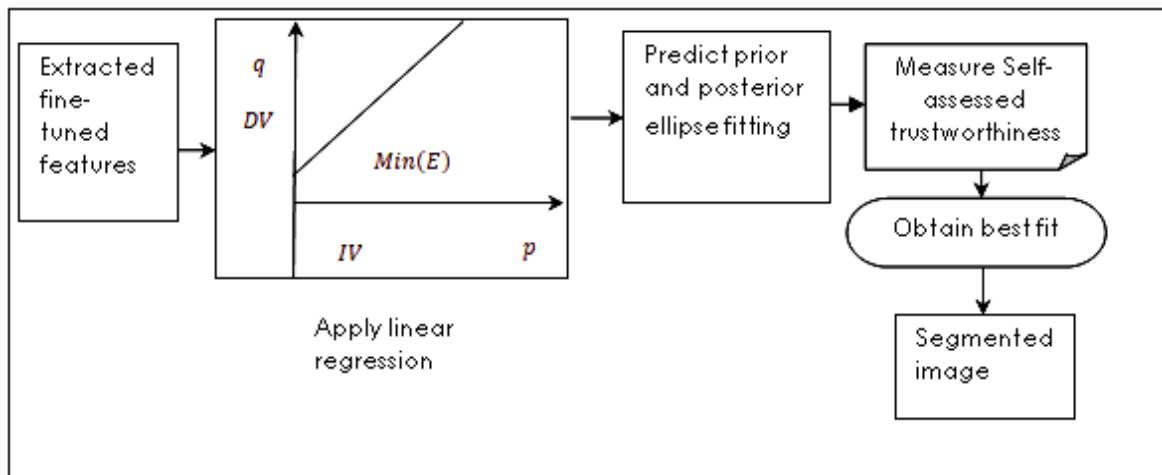 Extracted
fine-
tuned
features
q
DV
Min(E)
IV
p
Apply linear
regression
Predict prior
and posterior
ellipse fitting
Measure Self-
assessed
trustworthiness
Obtain best fit
Segmented
image